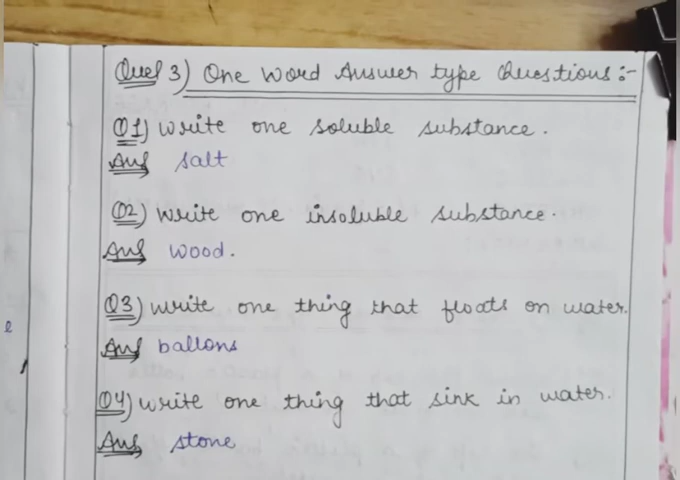 Ques 3) One Word Answer type Questions :-
Q1) Write one soluble substance.
Ans salt
Q2) Write one insoluble substance.
Ans wood.
Q3) Write one thing that floats on water.
Ans ballons
Q4) Write one thing that sink in water.
Ans stone
e